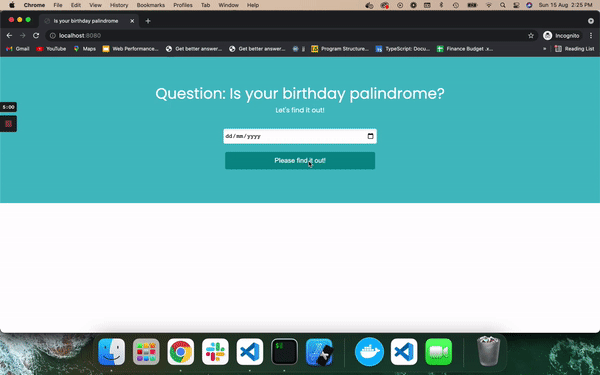 Chrome File Edit View History Bookmarks Profiles Tab Window Help Sun 15 Aug 2:25 PM
Is your birthday palindrome
localhost:8080 Incognito
Gmail YouTube Maps Web Performance... Get better answer... Get better answer... Program Structure... TypeScript: Docu... Finance Budget .xs... » Reading List
Question: Is your birthday palindrome?
Let's find it out!
5:00
dd/mm/yyyy
Please find it out!